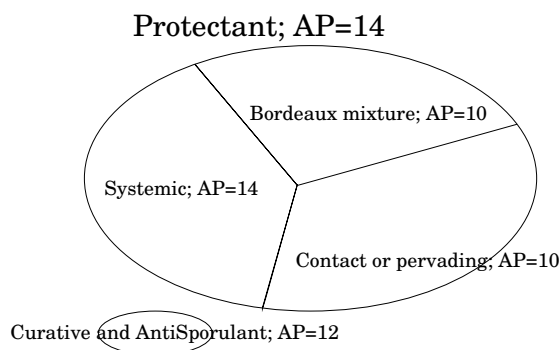 Protectant; AP=14
Bordeaux mixture; AP=10
Systemic; AP=14
Contact or pervading; AP=10
Curative and AntiSporulant; AP=12